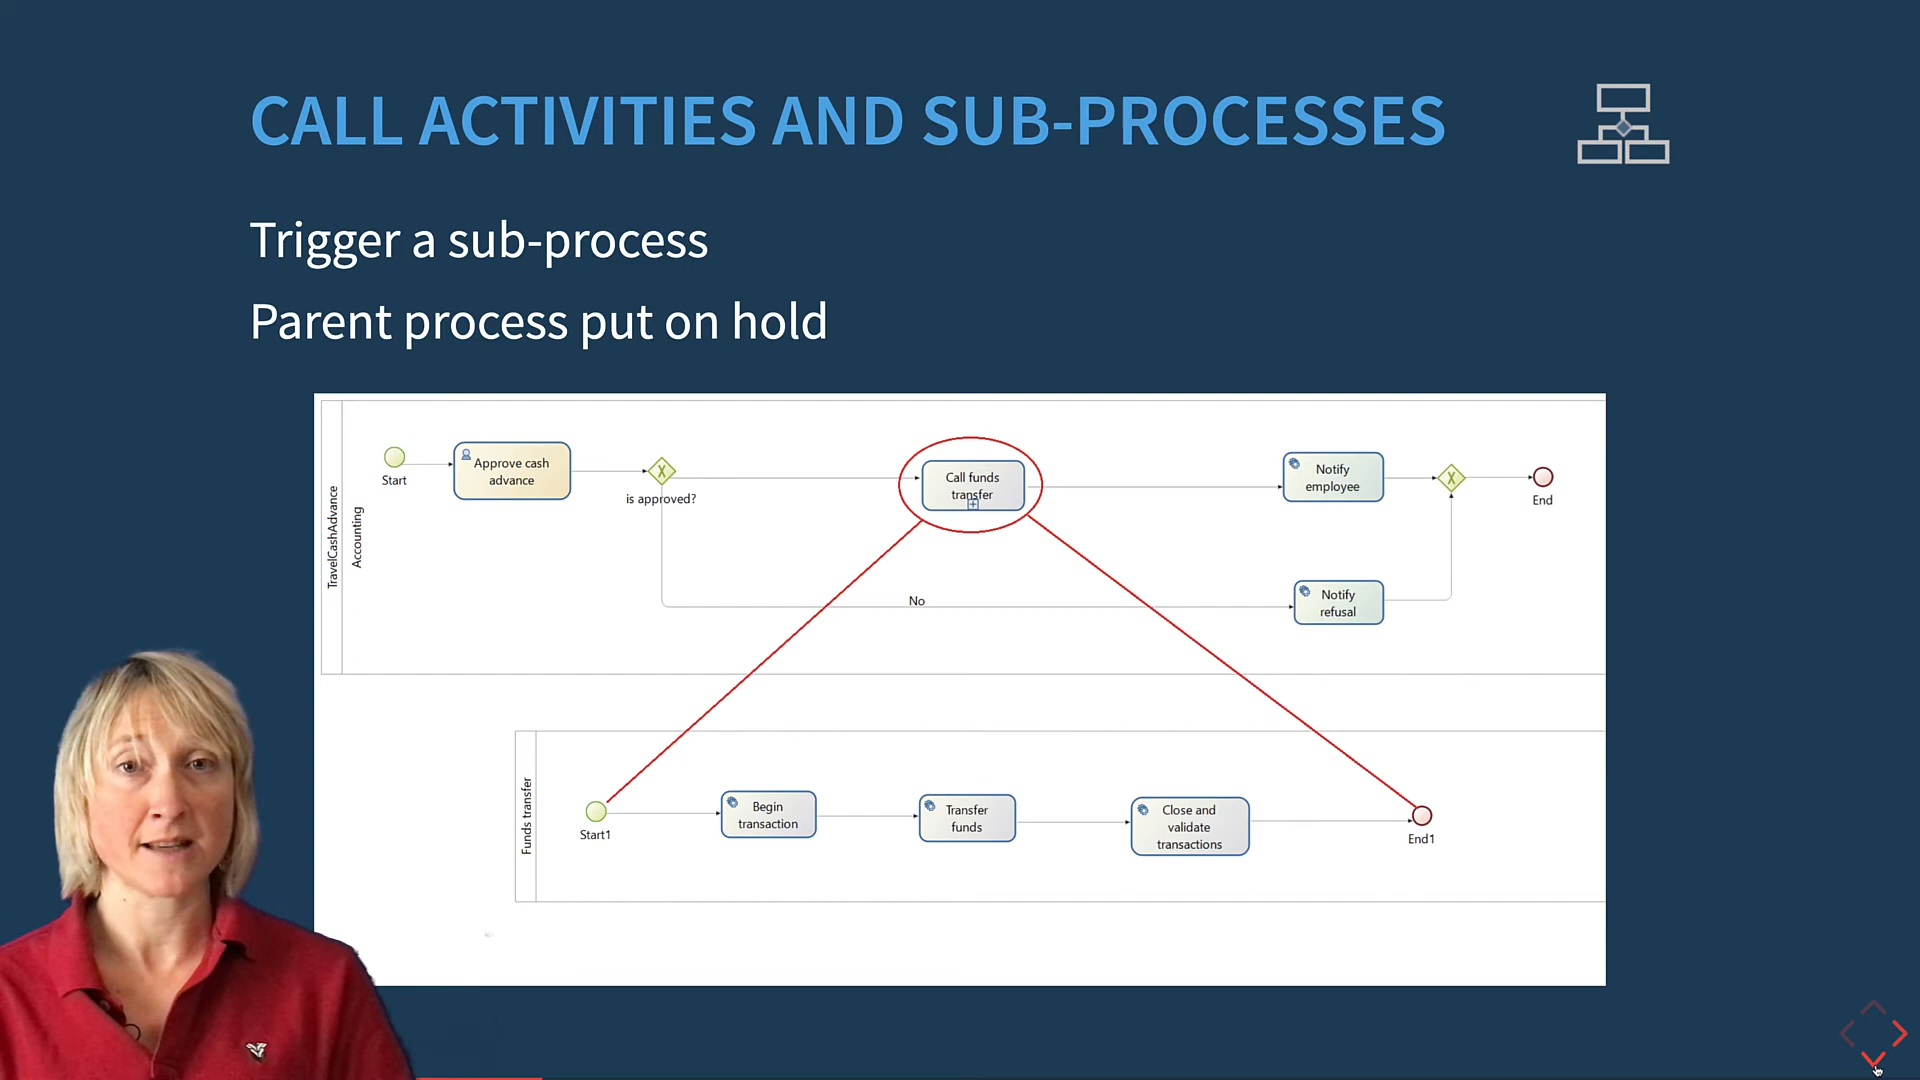 CALL ACTIVITIES AND SUB-PROCESSES
Trigger a sub-process
Parent process put on hold
TravelCashAdvance
Accounting
Start
Approve cash
advance
is approved?
Call funds
transfer
Notify
employee
End
No
Notify
refusal
Funds transfer
Start1
Begin
transaction
Transfer
funds
Close and
validate
transactions
End1